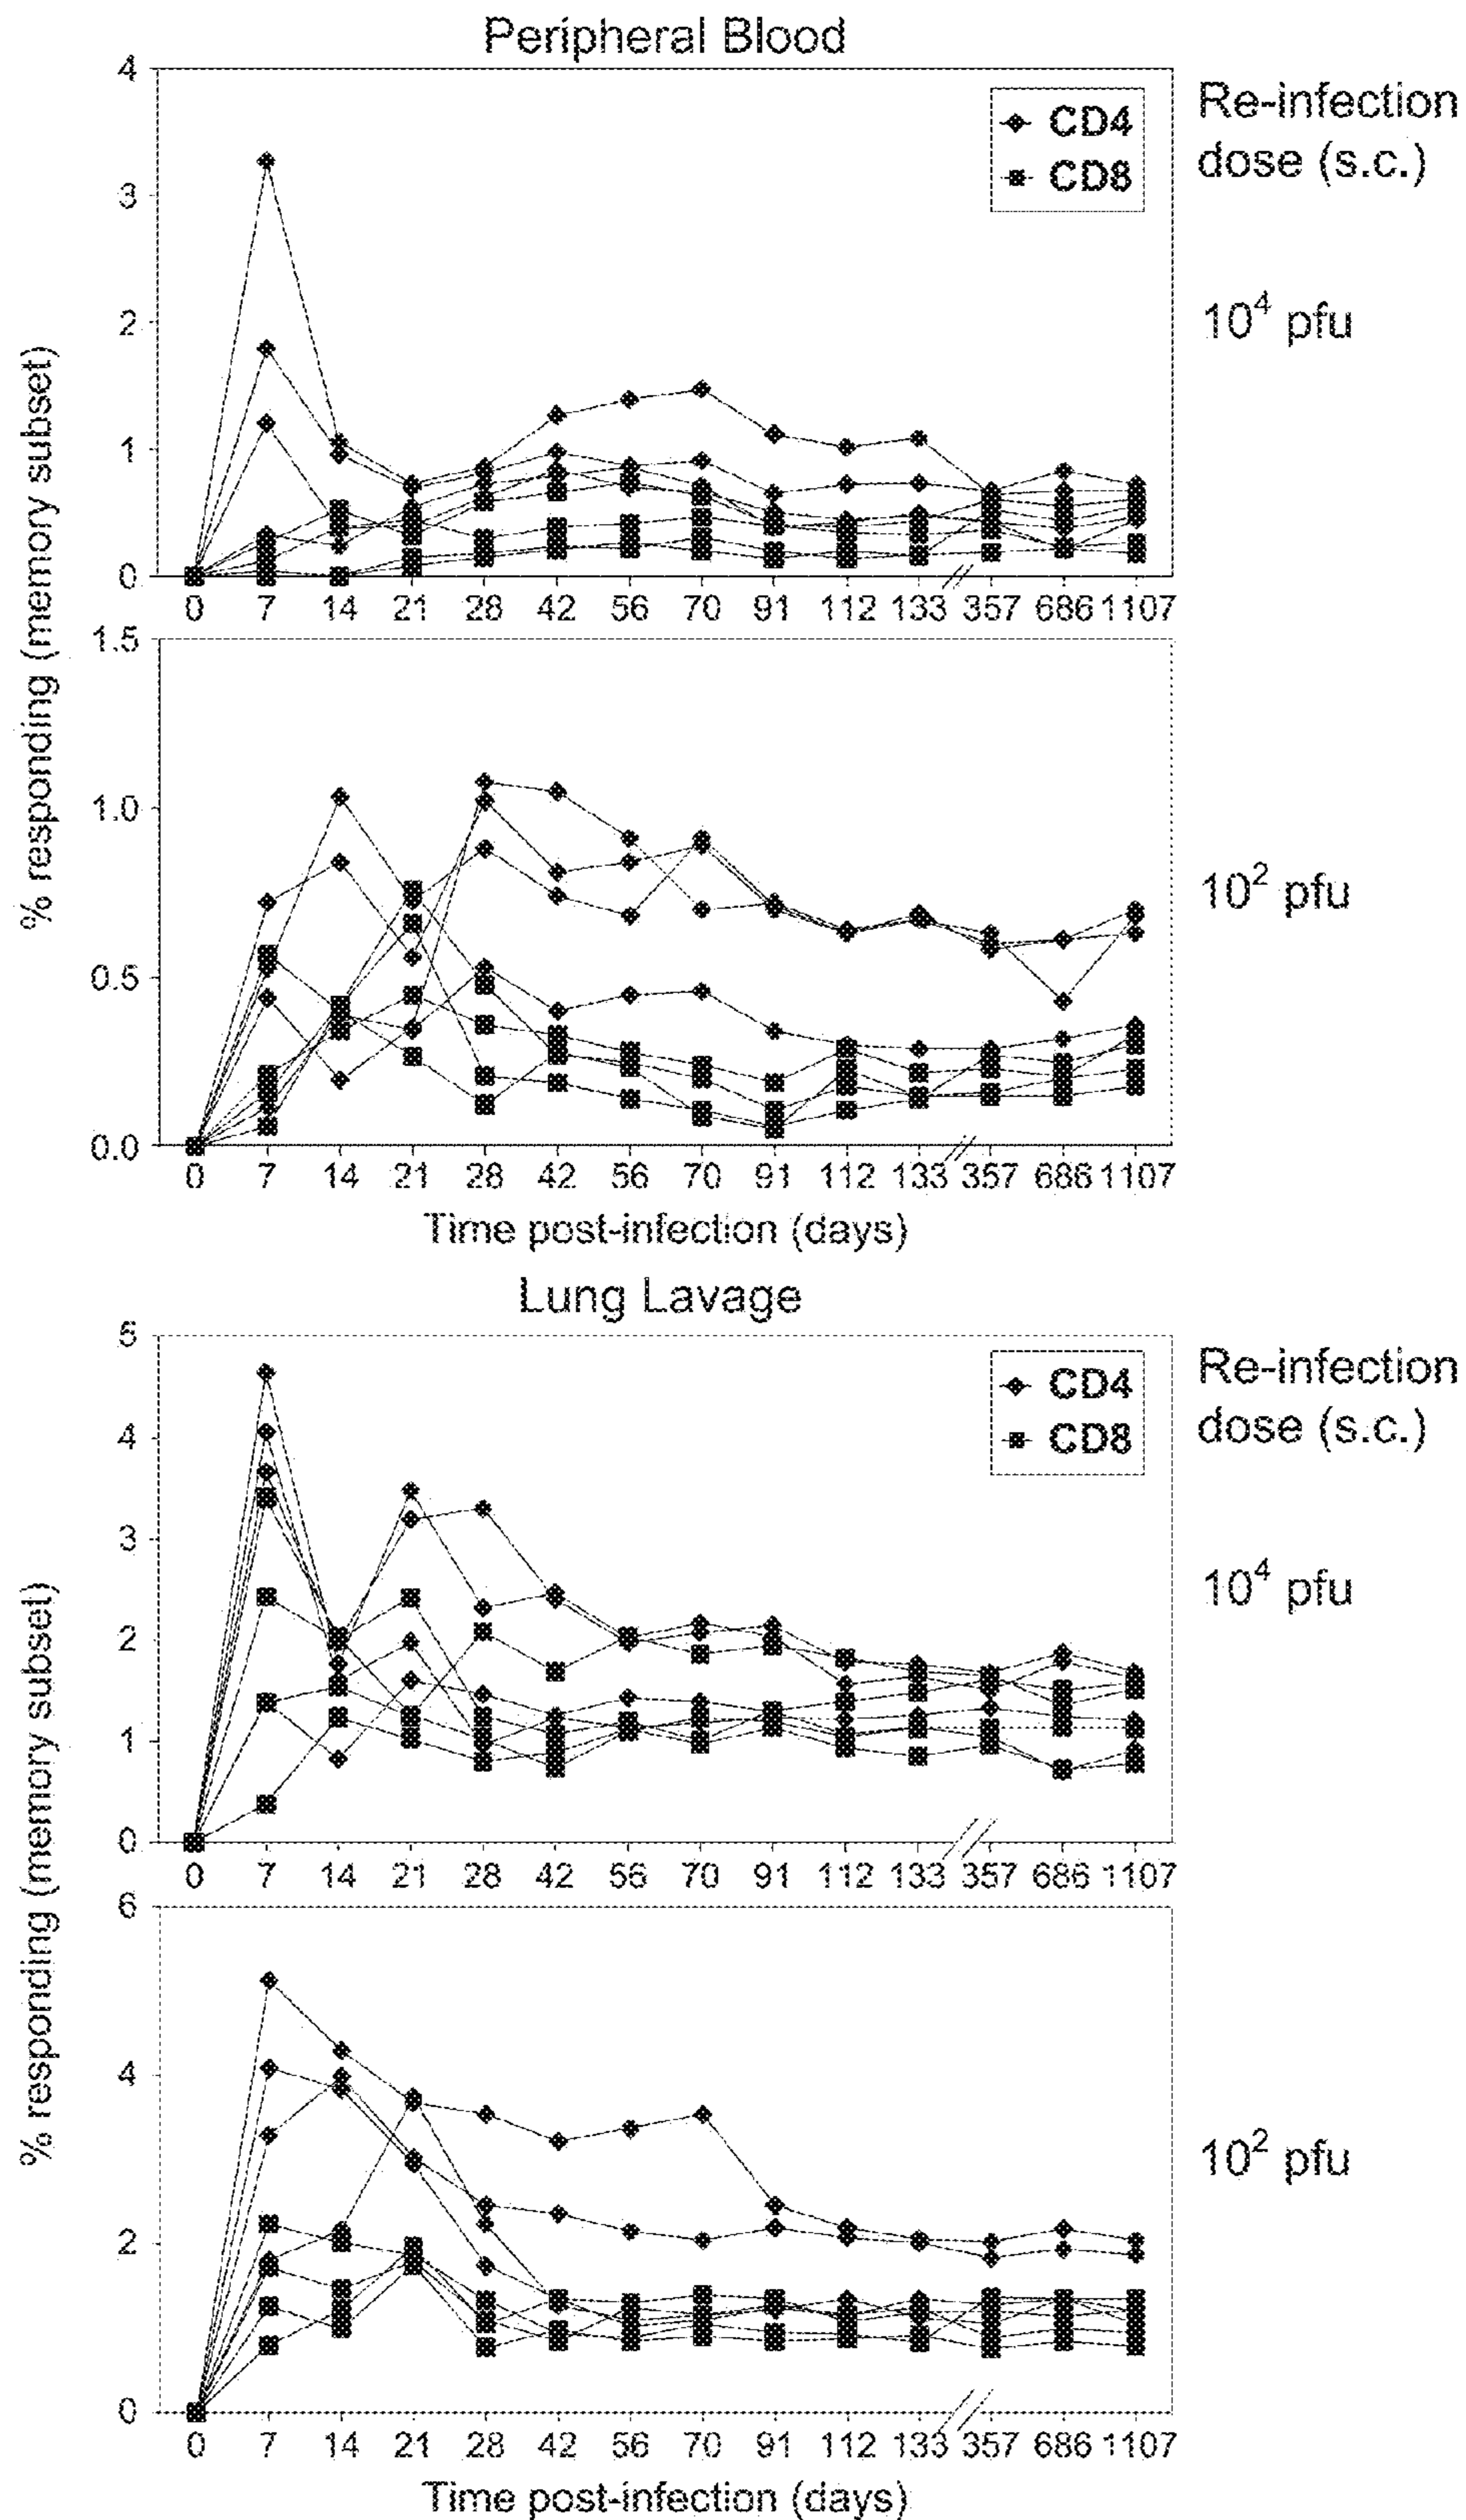 Peripheral Blood
% responding (memory subset)
4
3
2
1
0
CD4
CD8
Re-infection
dose (s.c.)
10⁴ pfu
0 7 14 21 28 42 56 70 91 112 133 357 686 1107
1.5
1.0
0.5
0.0
10² pfu
0 7 14 21 28 42 56 70 91 112 133 357 686 1107
Time post-infection (days)
Lung Lavage
% responding (memory subset)
5
4
3
2
1
0
CD4
CD8
Re-infection
dose (s.c.)
10⁴ pfu
0 7 14 21 28 42 56 70 91 112 133 357 686 1107
6
4
2
0
10² pfu
0 7 14 21 28 42 56 70 91 112 133 357 686 1107
Time post-infection (days)